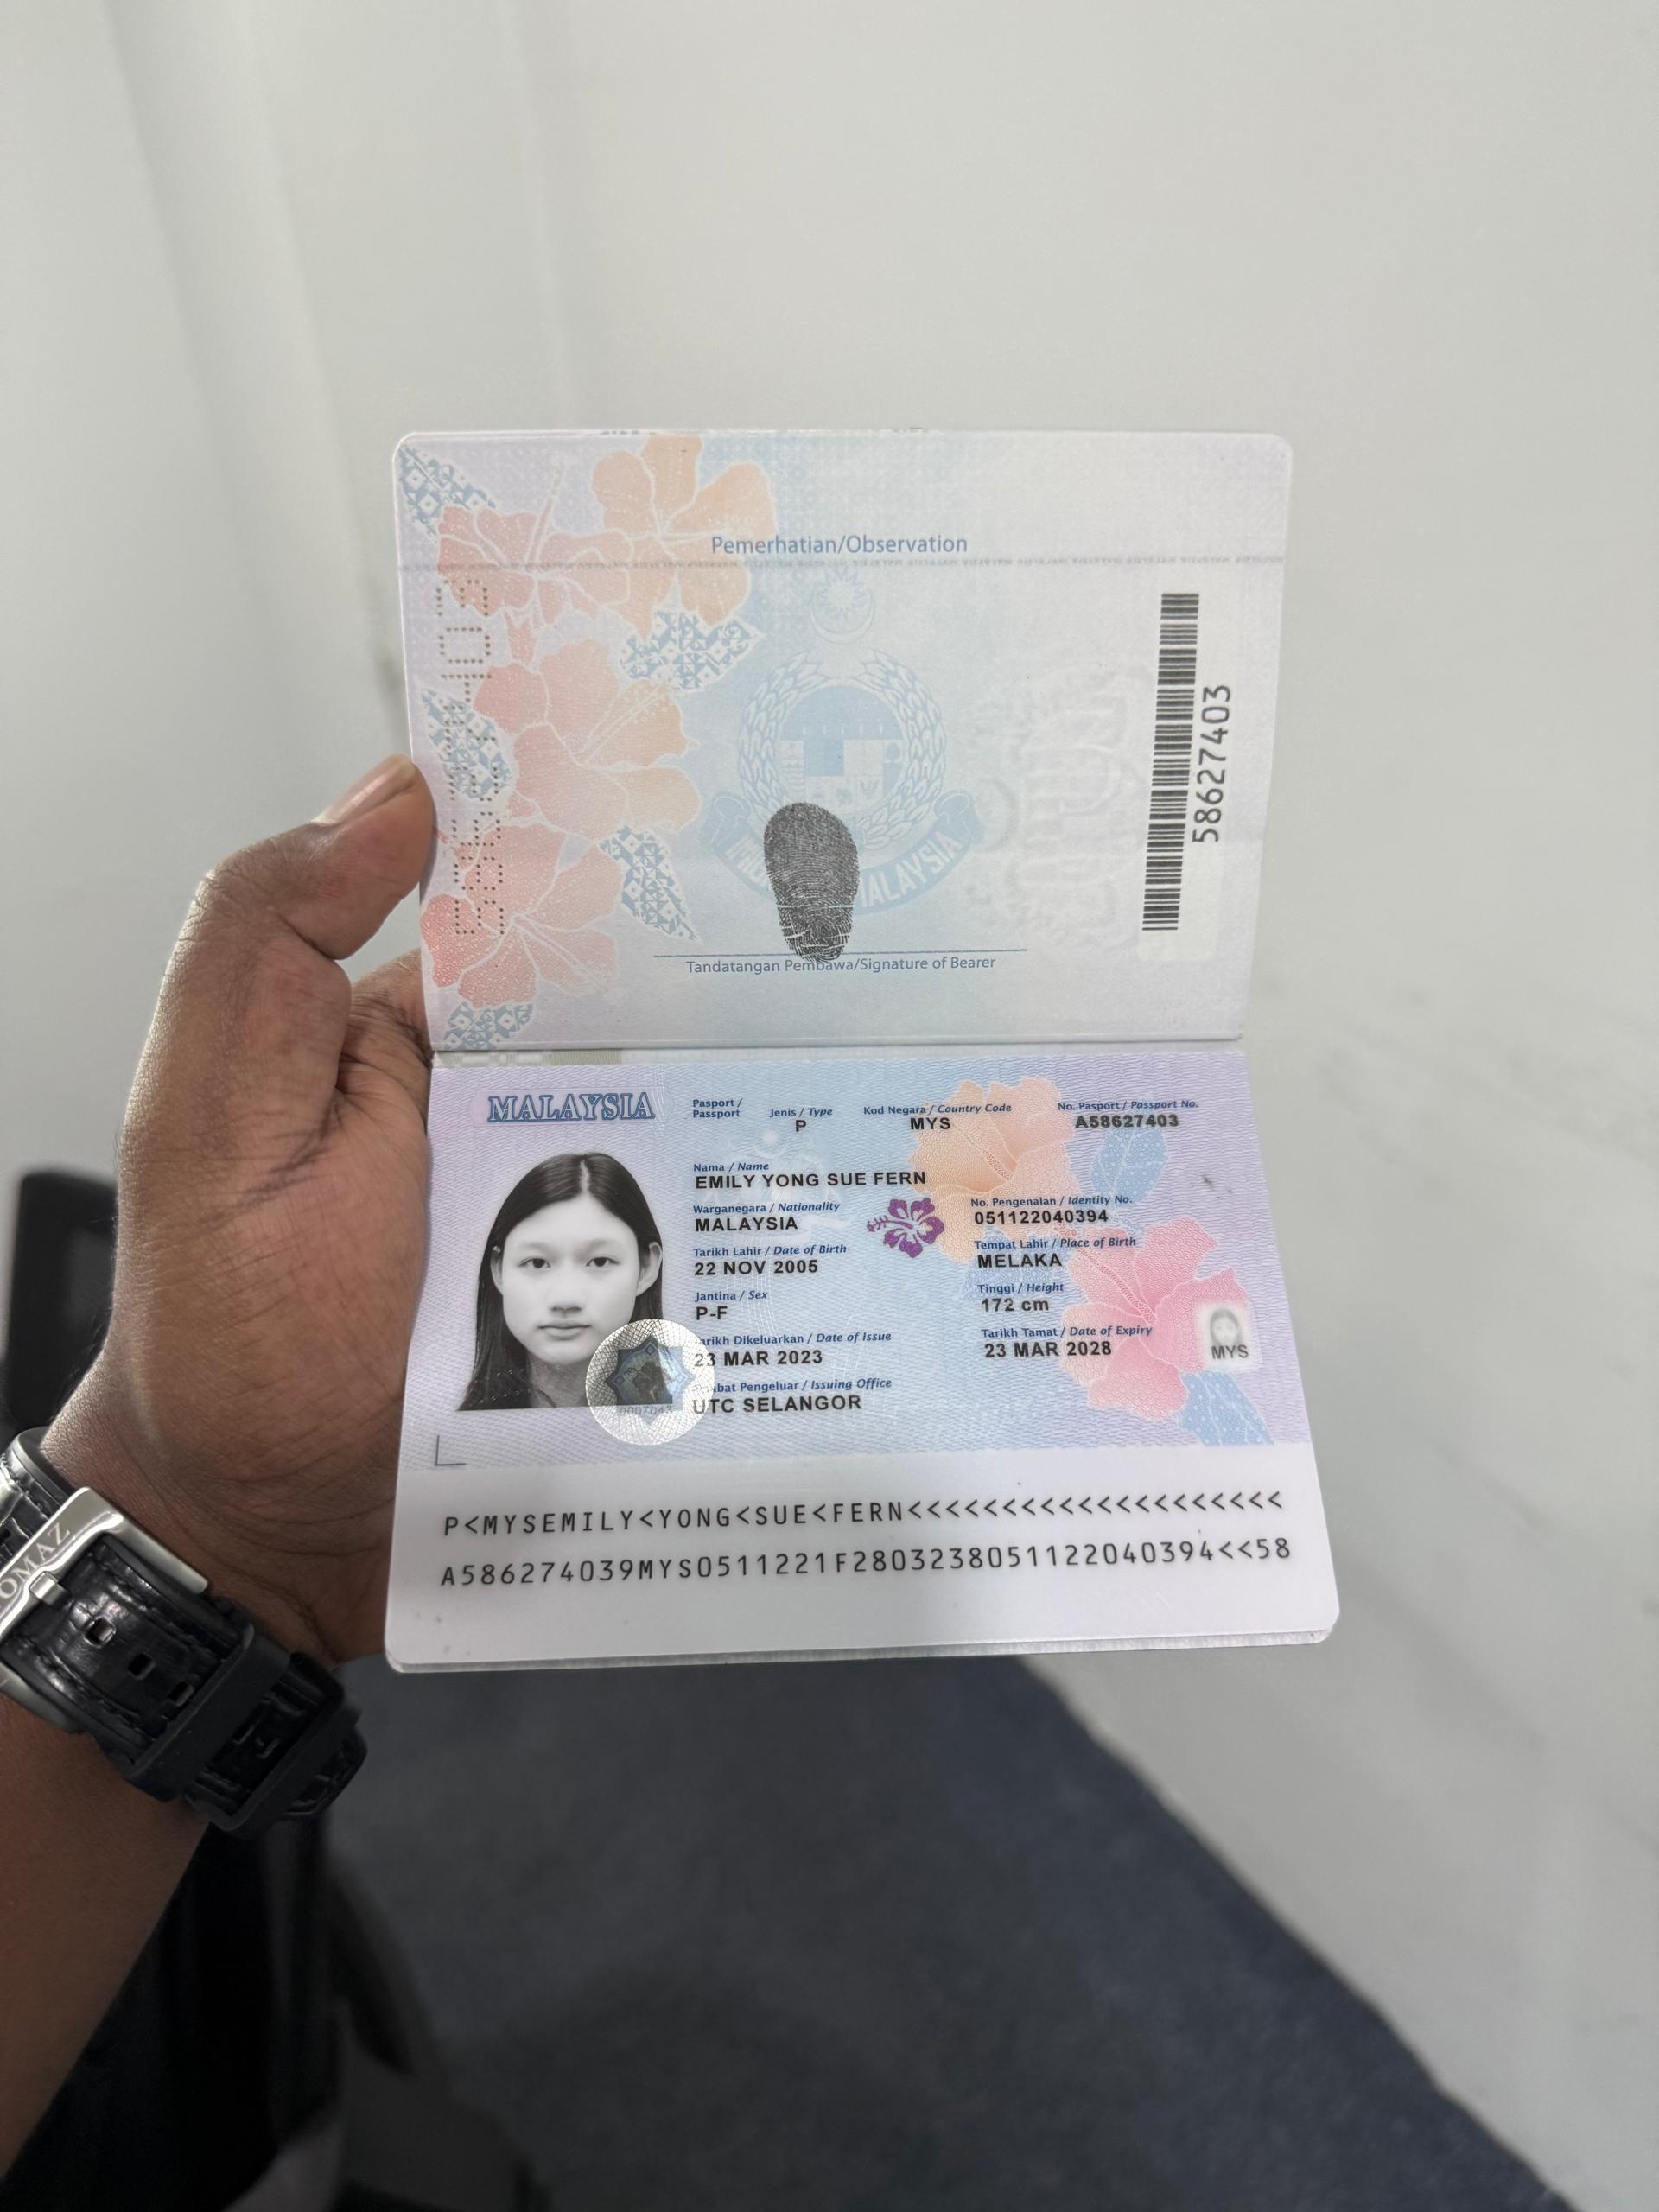 Pemerhatian/Observation
58627403
MALAYSIA
Tandatangan Pembawa/Signature of Bearer
MALAYSIA
Pasport / Passport
Jenis / Type
P
Kod Negara / Country Code
MYS
No. Pasport / Passport No.
A58627403
Nama / Name
EMILY YONG SUE FERN
Warganegara / Nationality
MALAYSIA
No. Pengenalan / Identity No.
051122040394
Tarikh Lahir / Date of Birth
22 NOV 2005
Tempat Lahir / Place of Birth
MELAKA
Jantina / Sex
P-F
Tinggi / Height
172 cm
Dikeluarkan / Date of Issue
23 MAR 2023
Tarikh Tamat / Date of Expiry
23 MAR 2028
MYS
Pengeluar / Issuing Office
UTC SELANGOR
P<MYSEMILY<YONG<SUE<FERN<<<<<<<<<<<<<<<<<<<<
A586274039MYS0511221F2803238051122040394<<58
OMAZ